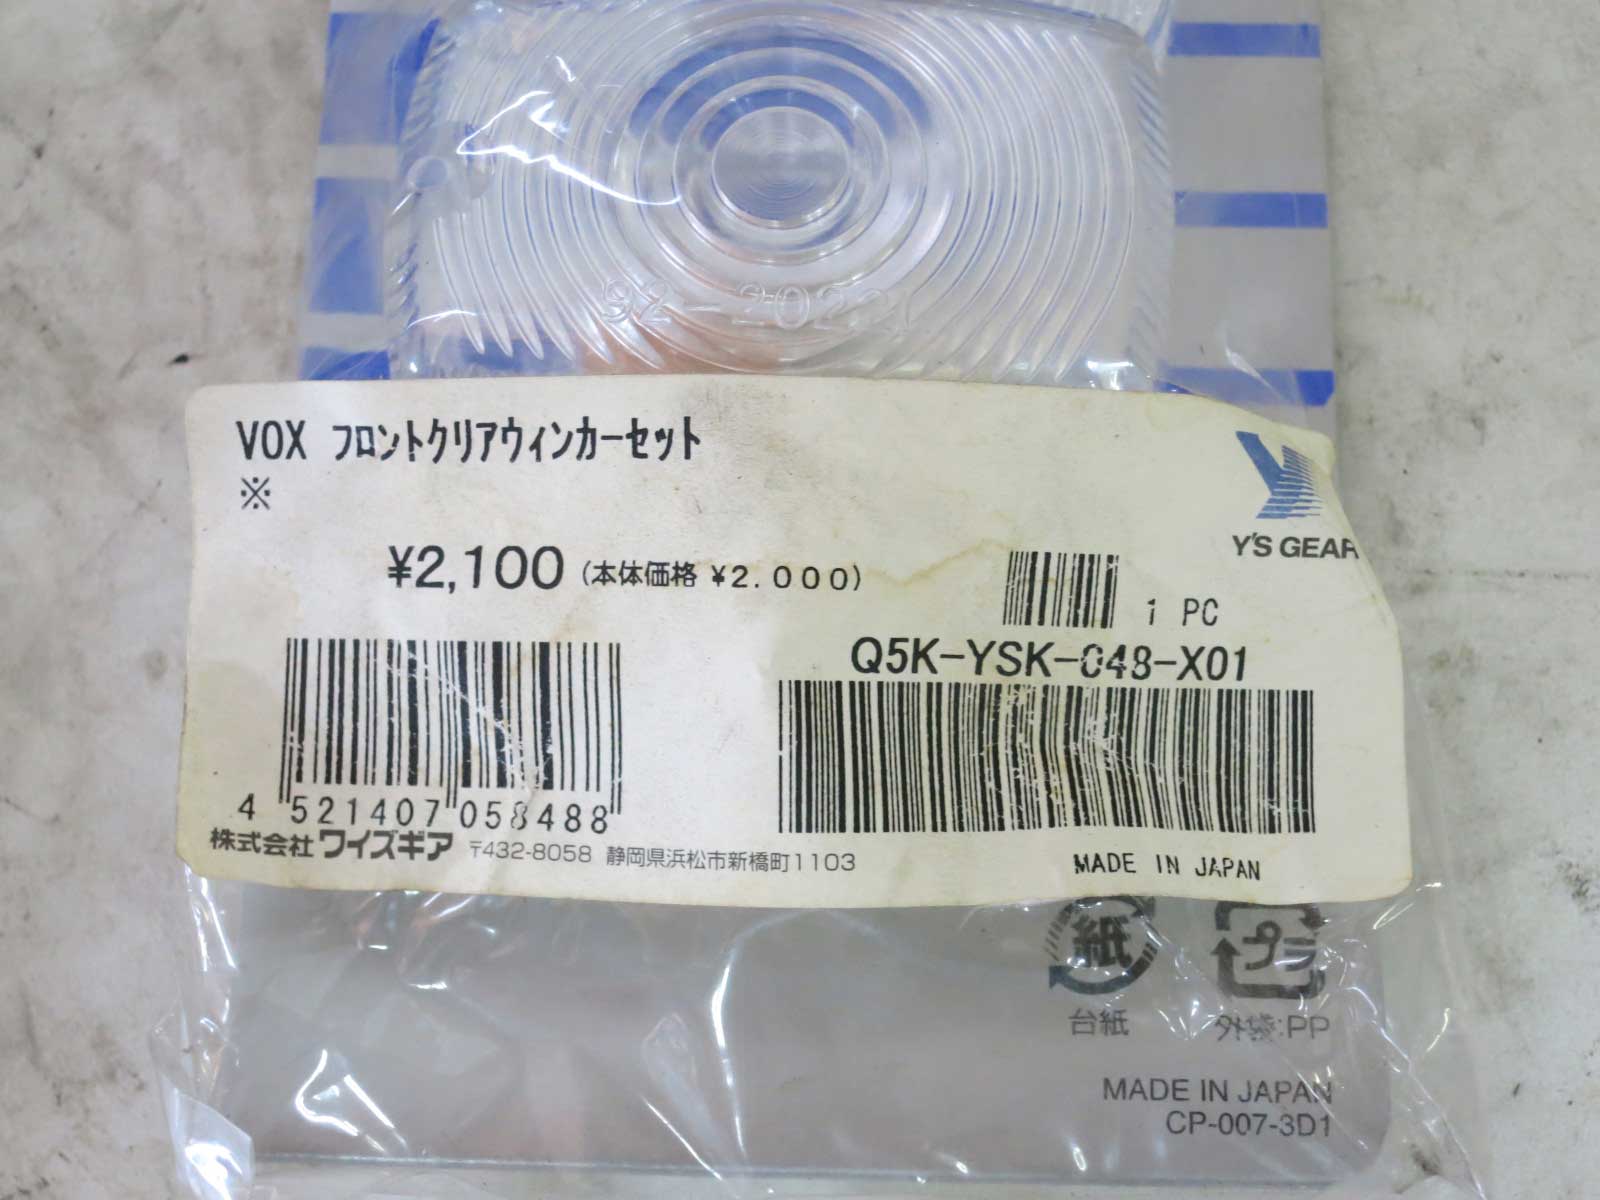 92-2022
VOX フロントクリアウィンカーセット
※
Y'S GEAR
¥2,100 (本体価格 ¥2.000)
1 PC
Q5K-YSK-048-X01
4 521407 058488
株式会社 ワイズギア 〒432-8058 静岡県浜松市新橋町1103
MADE IN JAPAN
紙 プラ
台紙 外袋:PP
MADE IN JAPAN
CP-007-3D1